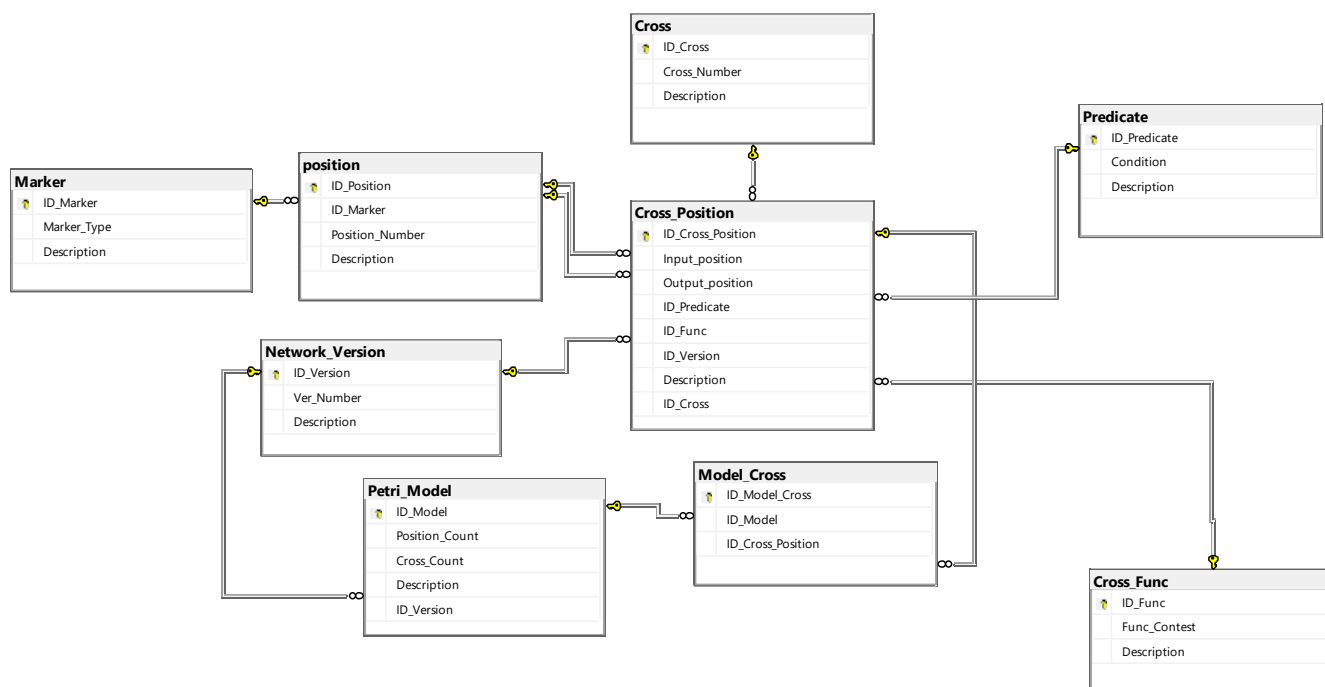 Cross
ID_Cross
Cross_Number
Description
Predicate
ID_Predicate
Condition
Description
position
ID_Position
ID_Marker
Position_Number
Description
Marker
ID_Marker
Marker_Type
Description
Cross_Position
ID_Cross_Position
Input_position
Output_position
ID_Predicate
ID_Func
ID_Version
Description
ID_Cross
Network_Version
ID_Version
Ver_Number
Description
Petri_Model
ID_Model
Position_Count
Cross_Count
Description
ID_Version
Model_Cross
ID_Model_Cross
ID_Model
ID_Cross_Position
Cross_Func
ID_Func
Func_Contest
Description